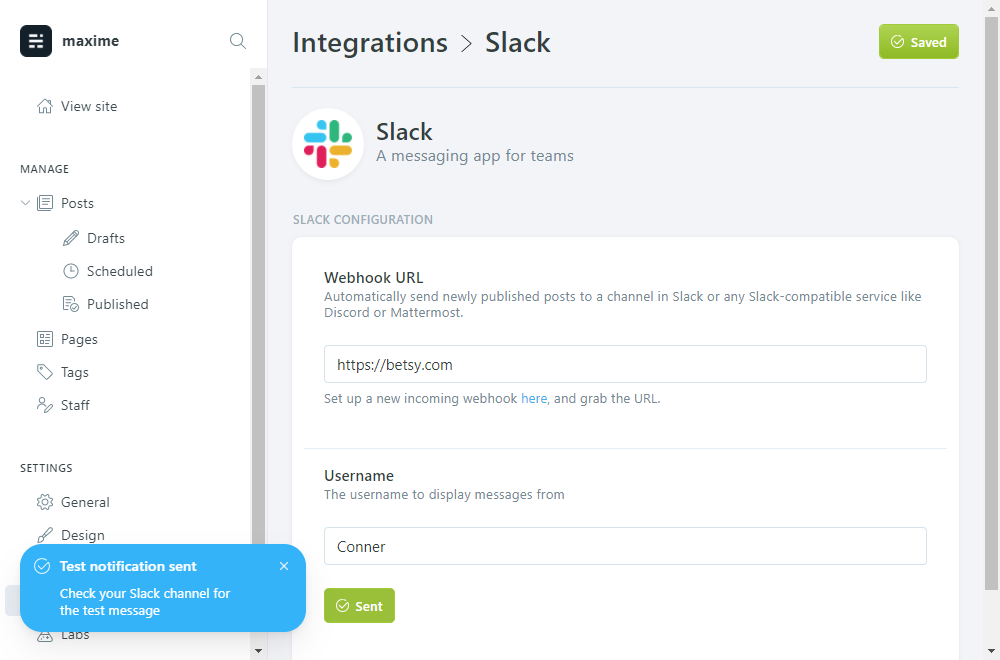 maxime
View site
MANAGE
Posts
Drafts
Scheduled
Published
Pages
Tags
Staff
SETTINGS
General
Design
Labs
Test notification sent
Check your Slack channel for
the test message
Integrations > Slack
Saved
Slack
A messaging app for teams
SLACK CONFIGURATION
Webhook URL
Automatically send newly published posts to a channel in Slack or any Slack-compatible service like
Discord or Mattermost.
https://betsy.com
Set up a new incoming webhook here, and grab the URL.
Username
The username to display messages from
Conner
Sent